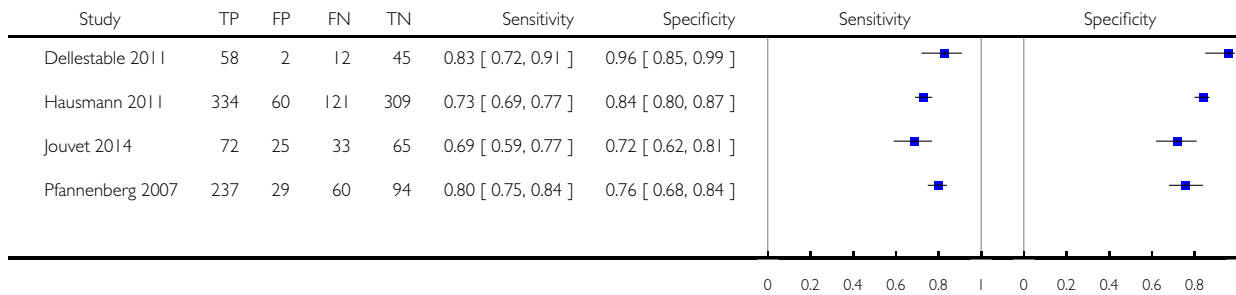 Study TP FP FN TN Sensitivity Specificity Sensitivity Specificity
Dellestable 2011 58 2 12 45 0.83 [ 0.72, 0.91 ] 0.96 [ 0.85, 0.99 ]
Hausmann 2011 334 60 121 309 0.73 [ 0.69, 0.77 ] 0.84 [ 0.80, 0.87 ]
Jouvet 2014 72 25 33 65 0.69 [ 0.59, 0.77 ] 0.72 [ 0.62, 0.81 ]
Pfannenberg 2007 237 29 60 94 0.80 [ 0.75, 0.84 ] 0.76 [ 0.68, 0.84 ]
0 0.2 0.4 0.6 0.8 1 0 0.2 0.4 0.6 0.8